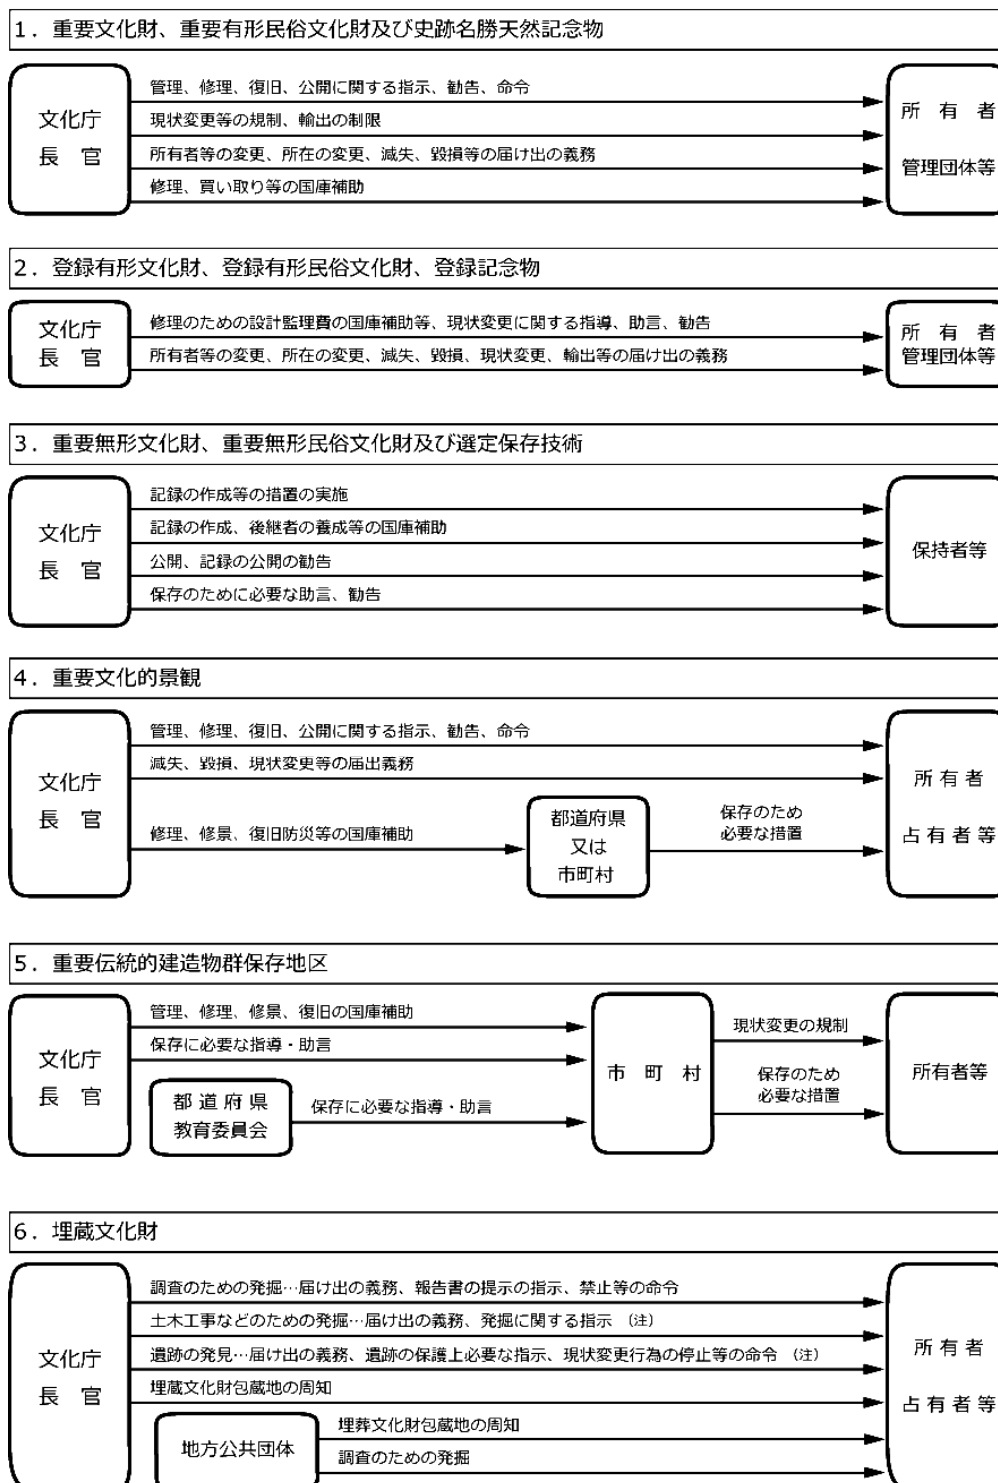 1. 重要文化財、重要有形民俗文化財及び史跡名勝天然記念物
文化庁
長 官
管理、修理、復旧、公開に関する指示、勧告、命令
現状変更等の規制、輸出の制限
所有者等の変更、所在の変更、滅失、毀損等の届け出の義務
修理、買い取り等の国庫補助
所 有 者
管理団体等
2. 登録有形文化財、登録有形民俗文化財、登録記念物
文化庁
長 官
修理のための設計監理費の国庫補助等、現状変更に関する指導、助言、勧告
所有者等の変更、所在の変更、滅失、毀損、現状変更、輸出等の届け出の義務
所 有 者
管理団体等
3. 重要無形文化財、重要無形民俗文化財及び選定保存技術
文化庁
長 官
記録の作成等の措置の実施
記録の作成、後継者の養成等の国庫補助
公開、記録の公開の勧告
保存のために必要な助言、勧告
保持者等
4. 重要文化的景観
文化庁
長 官
管理、修理、復旧、公開に関する指示、勧告、命令
滅失、毀損、現状変更等の届出義務
修理、修景、復旧防災等の国庫補助
都道府県
又は
市町村
保存のため
必要な措置
所 有 者
占 有 者 等
5. 重要伝統的建造物群保存地区
文化庁
長 官
管理、修理、修景、復旧の国庫補助
保存に必要な指導・助言
都 道 府 県
教育委員会
保存に必要な指導・助言
市 町 村
現状変更の規制
保存のため
必要な措置
所有者等
6. 埋蔵文化財
文化庁
長 官
調査のための発掘…届け出の義務、報告書の提示の指示、禁止等の命令
土木工事などのための発掘…届け出の義務、発掘に関する指示 (注)
遺跡の発見…届け出の義務、遺跡の保護上必要な指示、現状変更行為の停止等の命令 (注)
埋蔵文化財包蔵地の周知
地方公共団体
埋葬文化財包蔵地の周知
調査のための発掘
所 有 者
占 有 者 等